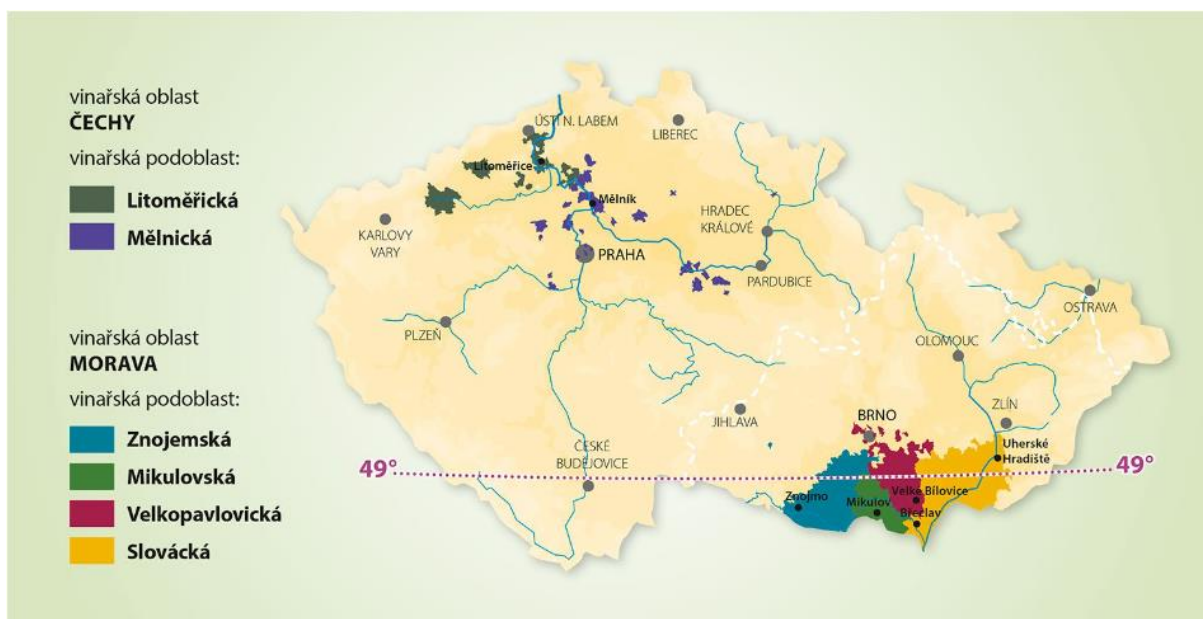 vinařská oblast
ČECHY
vinařská podoblast:
Litoměřická
Mělnická
vinařská oblast
MORAVA
vinařská podoblast:
Znojemská
Mikulovská
Velkopavlovická
Slovácká
ÚSTÍ N. LABEM
LIBEREC
Litoměřice
Mělník
KARLOVY
VARY
HRADEC
KRÁLOVÉ
PRAHA
PARDUBICE
OSTRAVA
PLZEŇ
OLOMOUC
JIHLAVA
BRNO
ZLÍN
Uherské
Hradiště
ČESKÉ
BUDĚJOVICE
49°
49°
Znojmo
Mikulov
Velké Bílovice
Břeclav